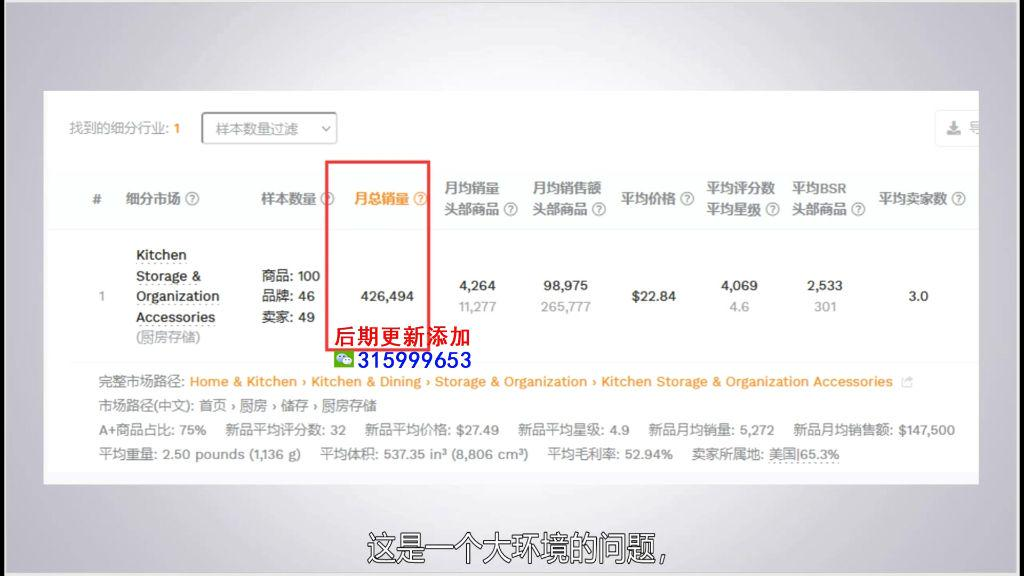 找到的细分行业: 1
样本数量过滤
# 细分市场 样本数量 月总销量 月均销量 头部商品 月均销售额 头部商品 平均价格 平均评分数 平均星级 平均BSR 头部商品 平均卖家数
1
Kitchen
Storage &
Organization
Accessories
(厨房存储)
商品: 100
品牌: 46
卖家: 49
426,494
4,264
11,277
98,975
265,777
$22.84
4,069
4.6
2,533
301
3.0
后期更新添加
315999653
完整市场路径: Home & Kitchen › Kitchen & Dining › Storage & Organization › Kitchen Storage & Organization Accessories
市场路径(中文): 首页 › 厨房 › 储存 › 厨房存储
A+商品占比: 75% 新品平均评分数: 32 新品平均价格: $27.49 新品平均星级: 4.9 新品月均销量: 5,272 新品月均销售额: $147,500
平均重量: 2.50 pounds (1,136 g) 平均体积: 537.35 in³ (8,806 cm³) 平均毛利率: 52.94% 卖家所属地: 美国|65.3%
这是一个大环境的问题,